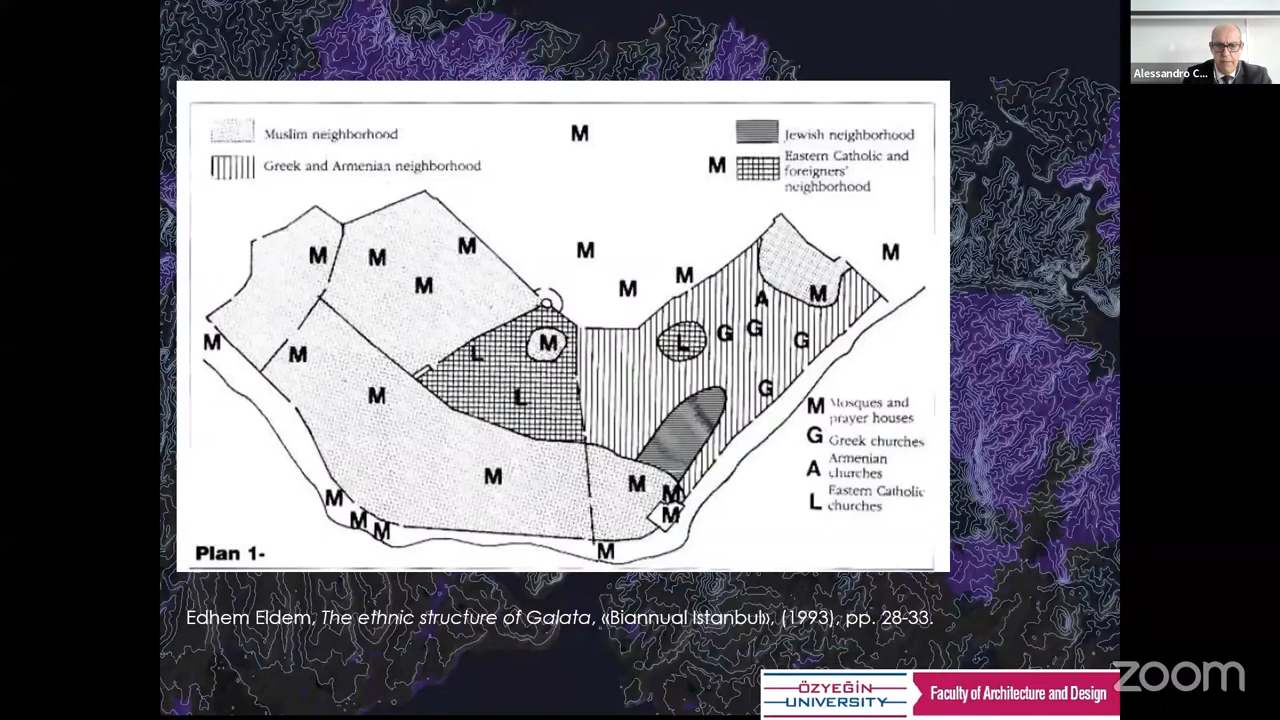 Alessandro C...
Muslim neighborhood
Greek and Armenian neighborhood
M
Jewish neighborhood
M
Eastern Catholic and
foreigners'
neighborhood
M
M
M
M
M
M
M
M
M
A
M
M
L
M
L
G
G
G
M
M
L
G
M
Mosques and
prayer houses
G
Greek churches
A
Armenian
churches
L
Eastern Catholic
churches
M
M
M
M
M
M
M
M
M
Plan 1-
Edhem Eldem, The ethnic structure of Galata, «Biannual Istanbul», (1993), pp. 28-33.
ÖZYEĞİN
UNIVERSITY
Faculty of Architecture and Design
zoom